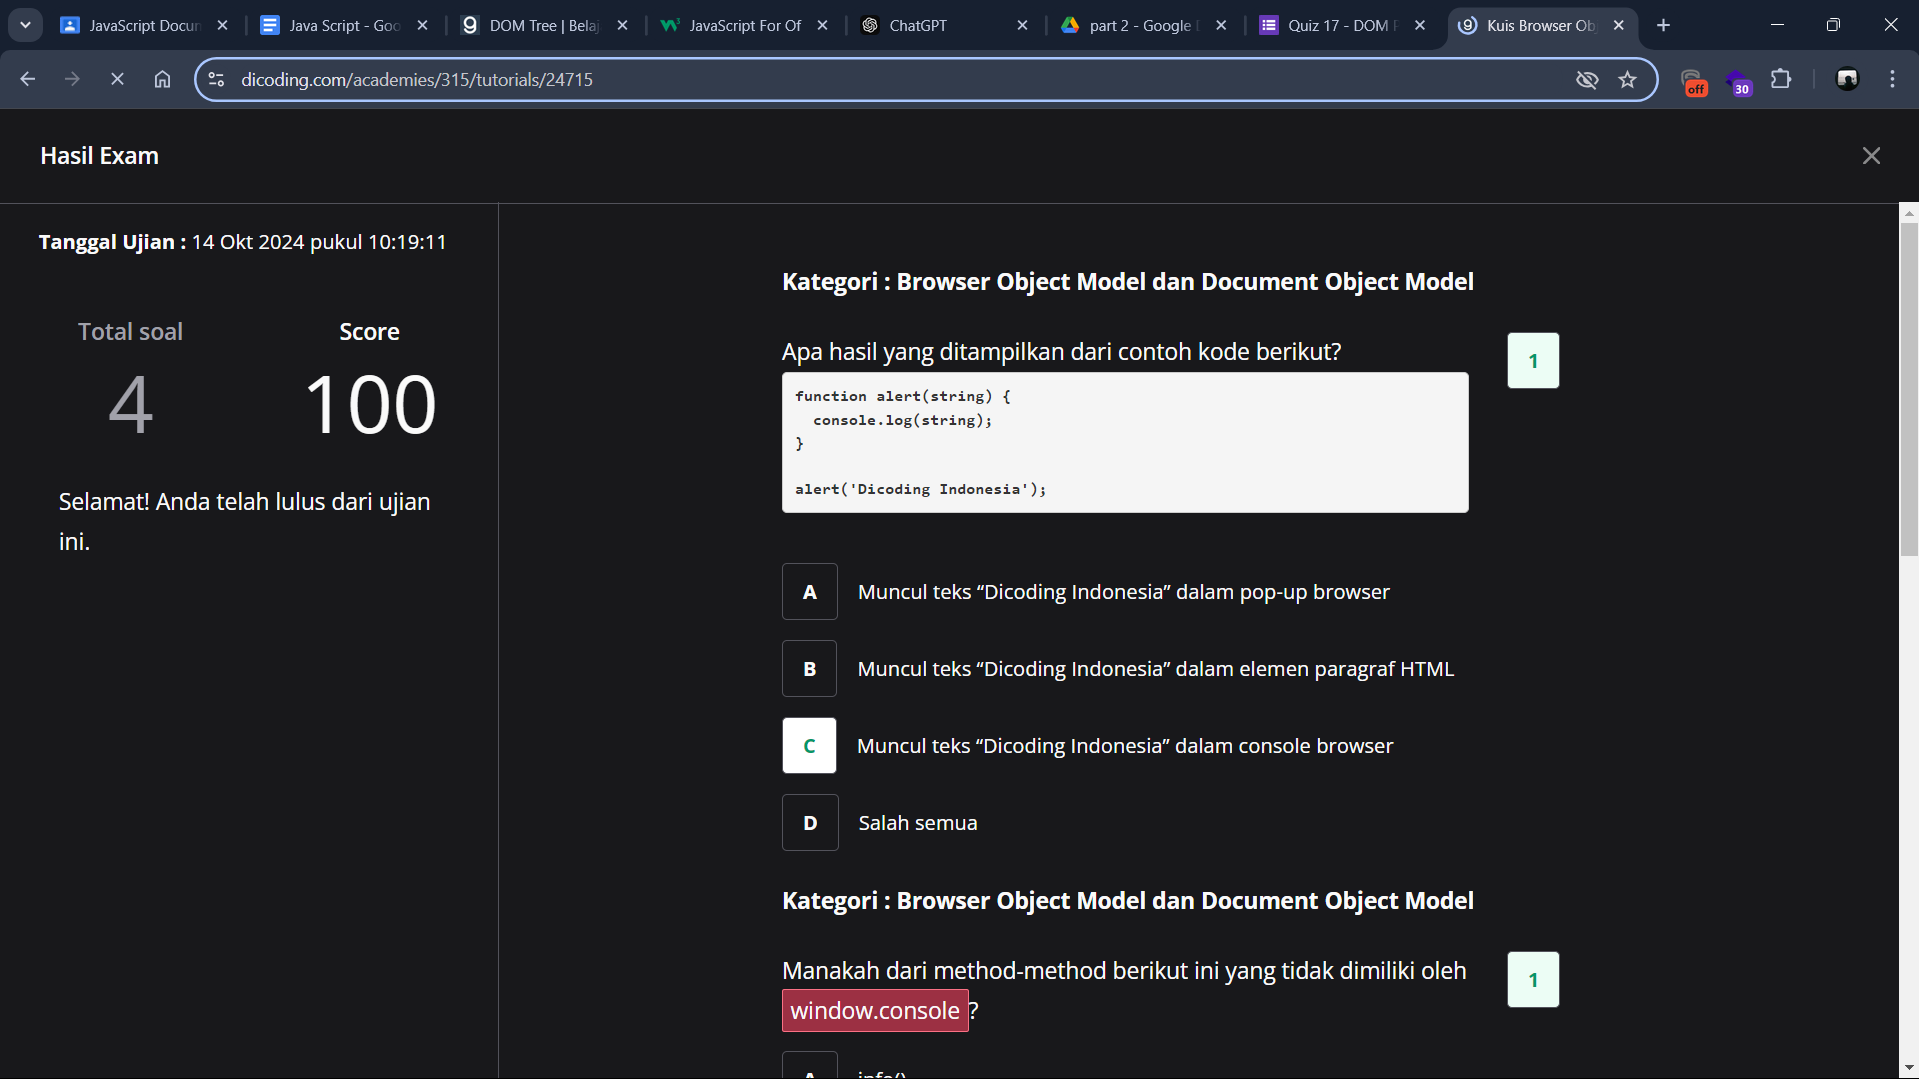 JavaScript Docun
Java Script - Goo
DOM Tree | Belaj
JavaScript For Of
ChatGPT
part 2 - Google D
Quiz 17 - DOM P
Kuis Browser Ob
dicoding.com/academies/315/tutorials/24715
off
30
Hasil Exam
Tanggal Ujian : 14 Okt 2024 pukul 10:19:11
Total soal
Score
4
100
Selamat! Anda telah lulus dari ujian
ini.
Kategori : Browser Object Model dan Document Object Model
Apa hasil yang ditampilkan dari contoh kode berikut?
1
function alert(string) {
  console.log(string);
}
alert('Dicoding Indonesia');
A Muncul teks “Dicoding Indonesia” dalam pop-up browser
B Muncul teks “Dicoding Indonesia” dalam elemen paragraf HTML
C Muncul teks “Dicoding Indonesia” dalam console browser
D Salah semua
Kategori : Browser Object Model dan Document Object Model
Manakah dari method-method berikut ini yang tidak dimiliki oleh
window.console ?
1
A info()